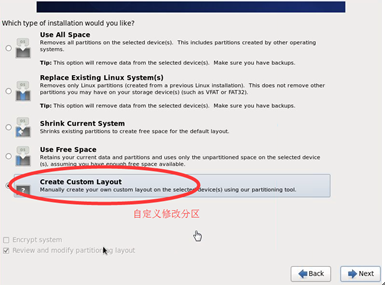 Which type of installation would you like?
Use All Space
Removes all partitions on the selected device(s). This includes partitions created by other operating
systems.
Tip: This option will remove data from the selected device(s). Make sure you have backups.
Replace Existing Linux System(s)
Removes only Linux partitions (created from a previous Linux installation). This does not remove other
partitions you may have on your storage device(s) (such as VFAT or FAT32).
Tip: This option will remove data from the selected device(s). Make sure you have backups.
Shrink Current System
Shrinks existing partitions to create free space for the default layout.
Use Free Space
Retains your current data and partitions and uses only the unpartitioned space on the selected device
(s), assuming you have enough free space available.
Create Custom Layout
Manually create your own custom layout on the selected device(s) using our partitioning tool.
自定义修改分区
Encrypt system
Review and modify partitioning layout
Back
Next